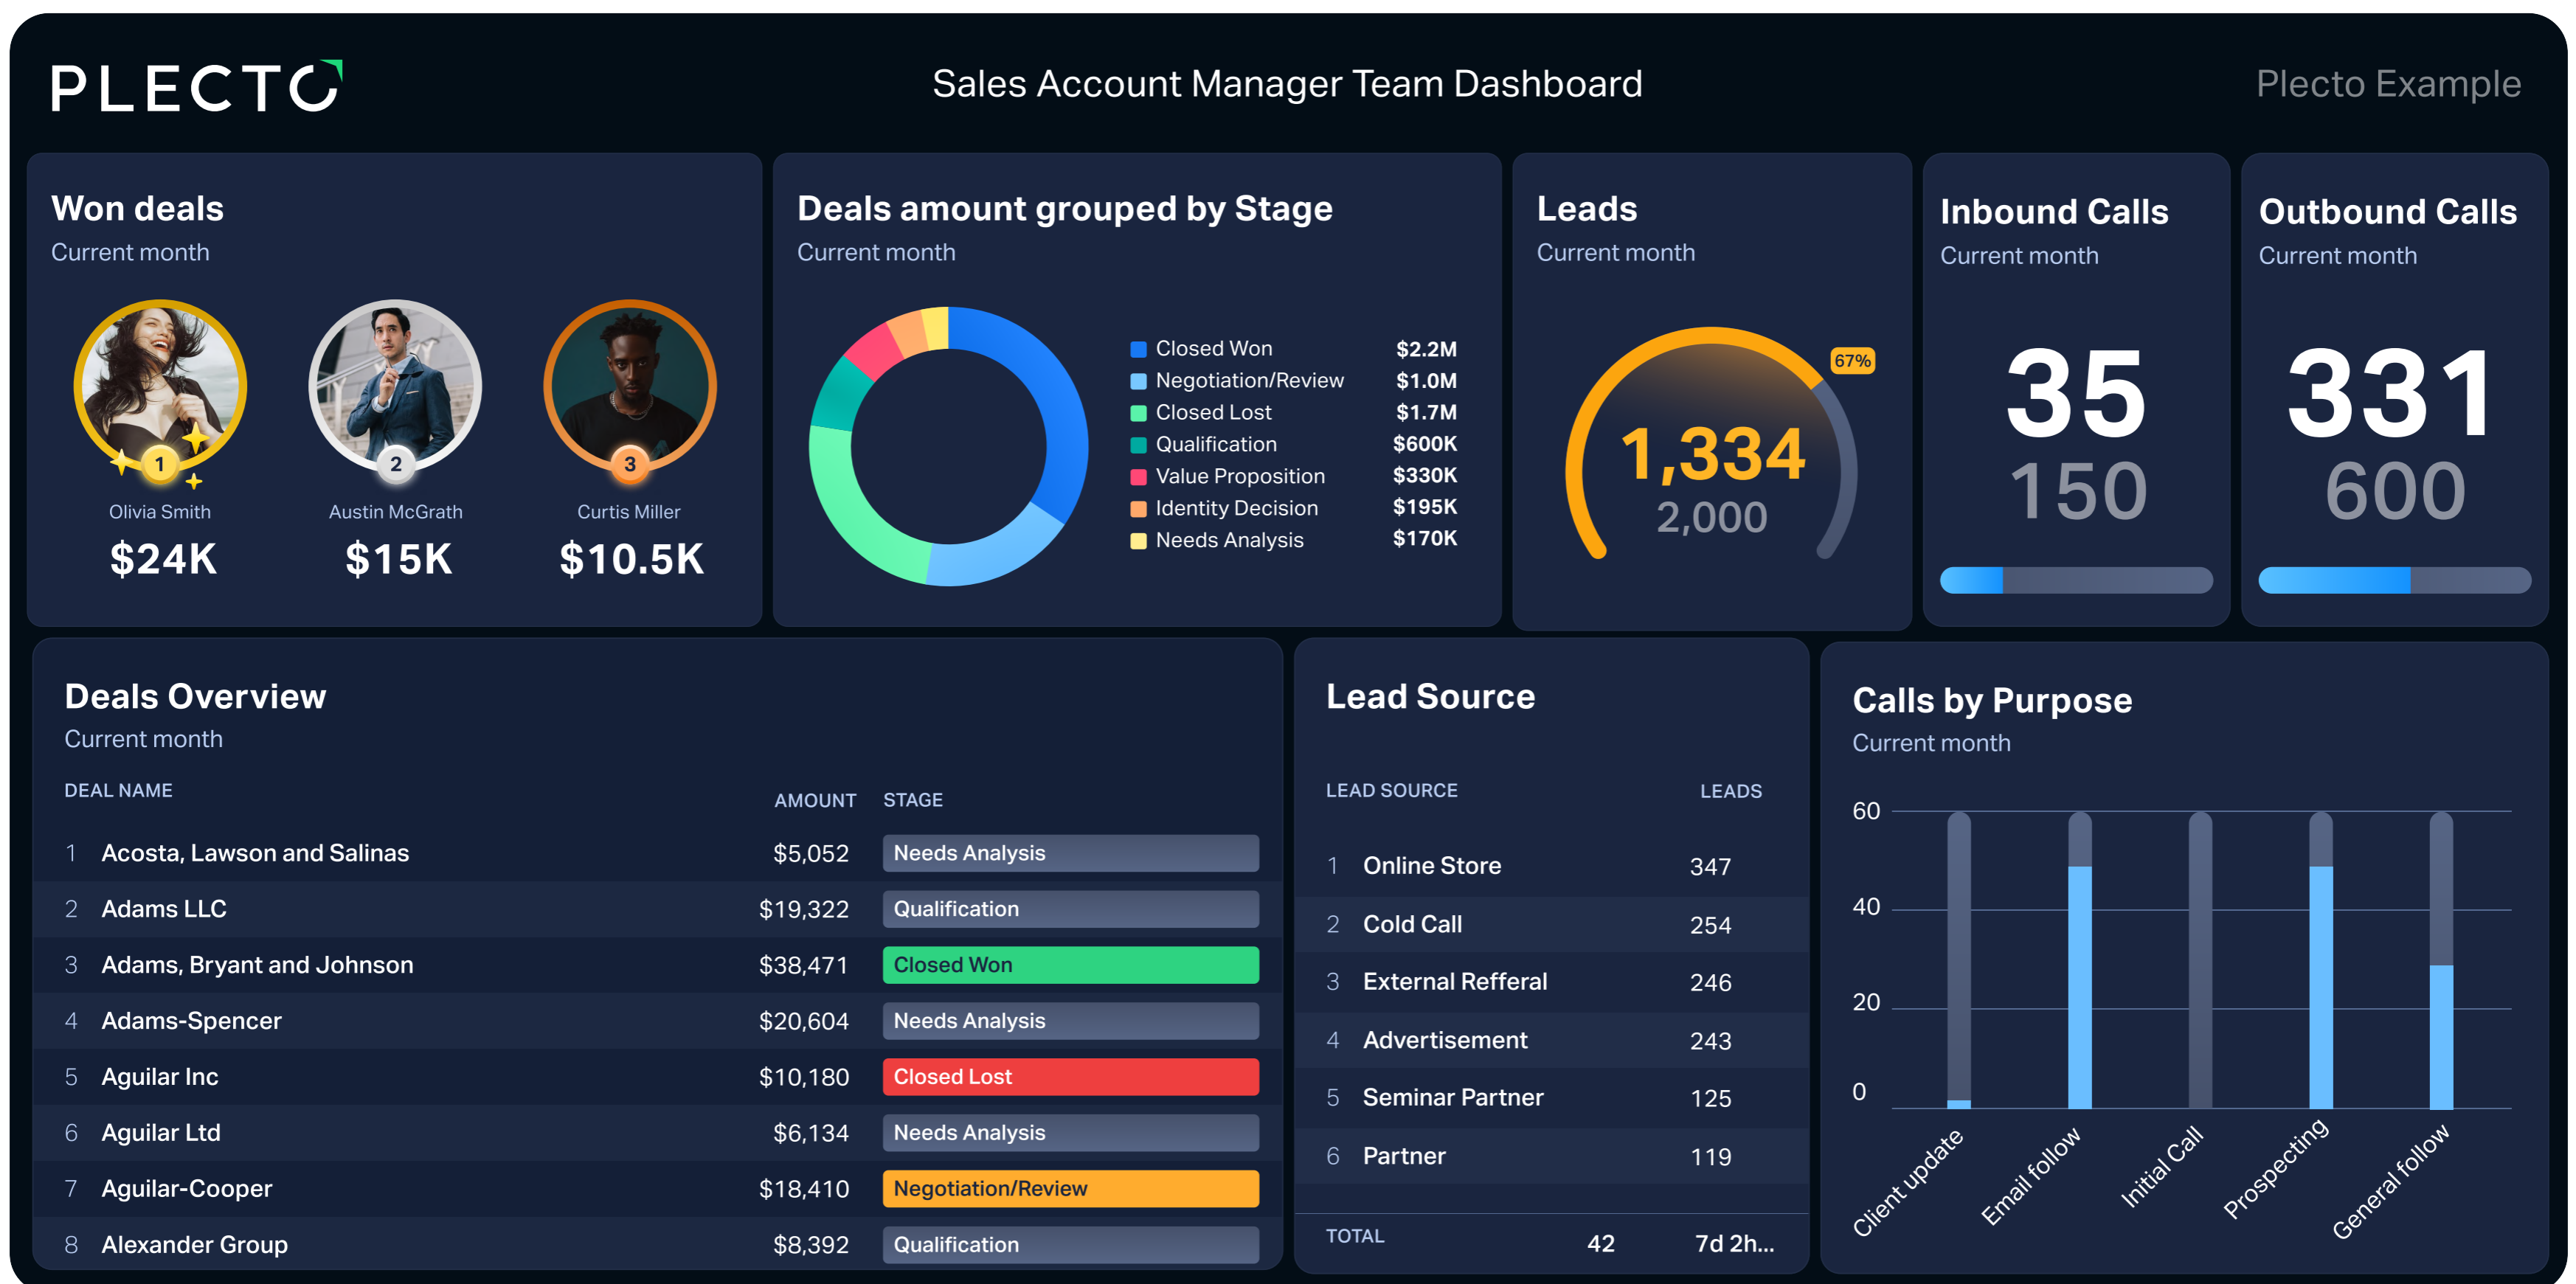 PLECTO
Sales Account Manager Team Dashboard
Plecto Example
Won deals
Current month
1
2
3
Olivia Smith
Austin McGrath
Curtis Miller
$24K
$15K
$10.5K
Deals amount grouped by Stage
Current month
Closed Won $2.2M
Negotiation/Review $1.0M
Closed Lost $1.7M
Qualification $600K
Value Proposition $330K
Identity Decision $195K
Needs Analysis $170K
Leads
Current month
67%
1,334
2,000
Inbound Calls
Current month
35
150
Outbound Calls
Current month
331
600
Deals Overview
Current month
DEAL NAME AMOUNT STAGE
1 Acosta, Lawson and Salinas $5,052 Needs Analysis
2 Adams LLC $19,322 Qualification
3 Adams, Bryant and Johnson $38,471 Closed Won
4 Adams-Spencer $20,604 Needs Analysis
5 Aguilar Inc $10,180 Closed Lost
6 Aguilar Ltd $6,134 Needs Analysis
7 Aguilar-Cooper $18,410 Negotiation/Review
8 Alexander Group $8,392 Qualification
Lead Source
LEAD SOURCE LEADS
1 Online Store 347
2 Cold Call 254
3 External Refferal 246
4 Advertisement 243
5 Seminar Partner 125
6 Partner 119
TOTAL 42 7d 2h...
Calls by Purpose
Current month
60
40
20
0
Client update
Email follow
Initial Call
Prospecting
General follow